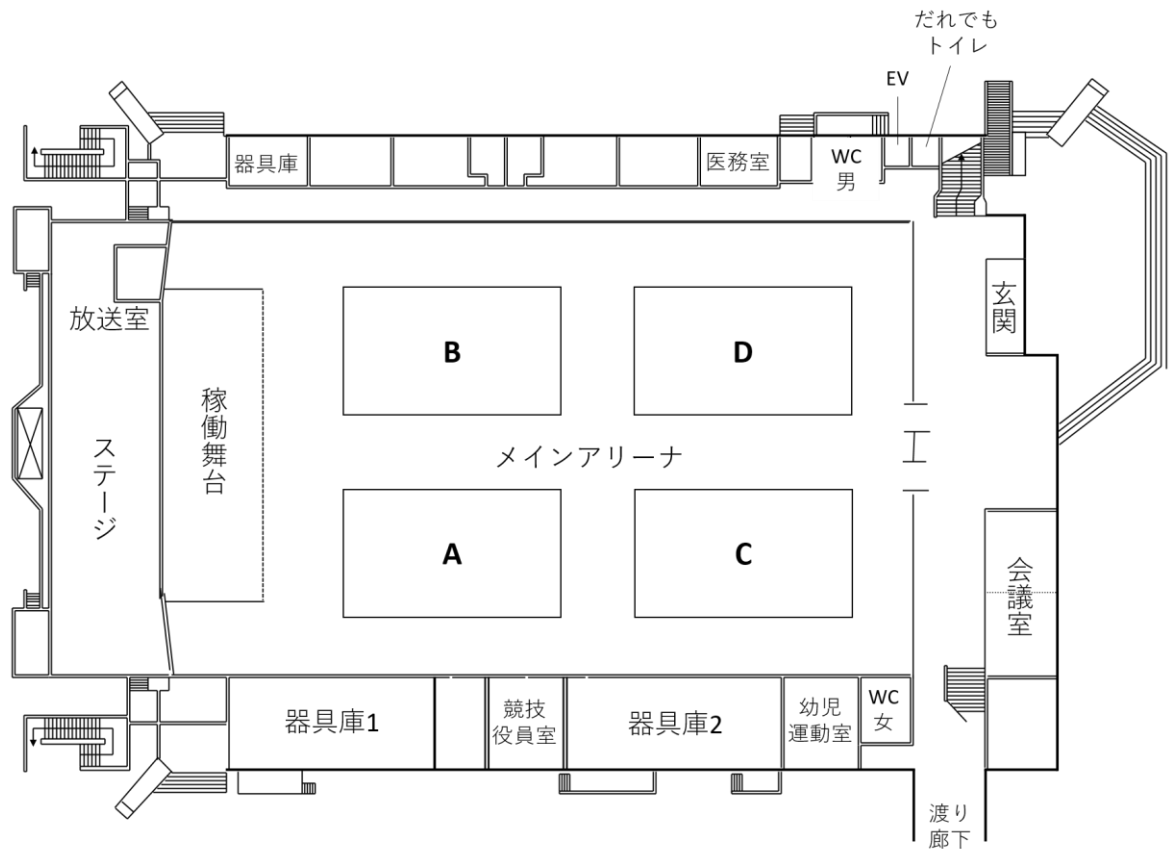 だれでも
トイレ
EV
器具庫
医務室
WC
男
放送室
玄関
B
D
稼働舞台
ステージ
メインアリーナ
A
C
会議室
器具庫1
競技
役員室
器具庫2
幼児
運動室
WC
女
渡り
廊下